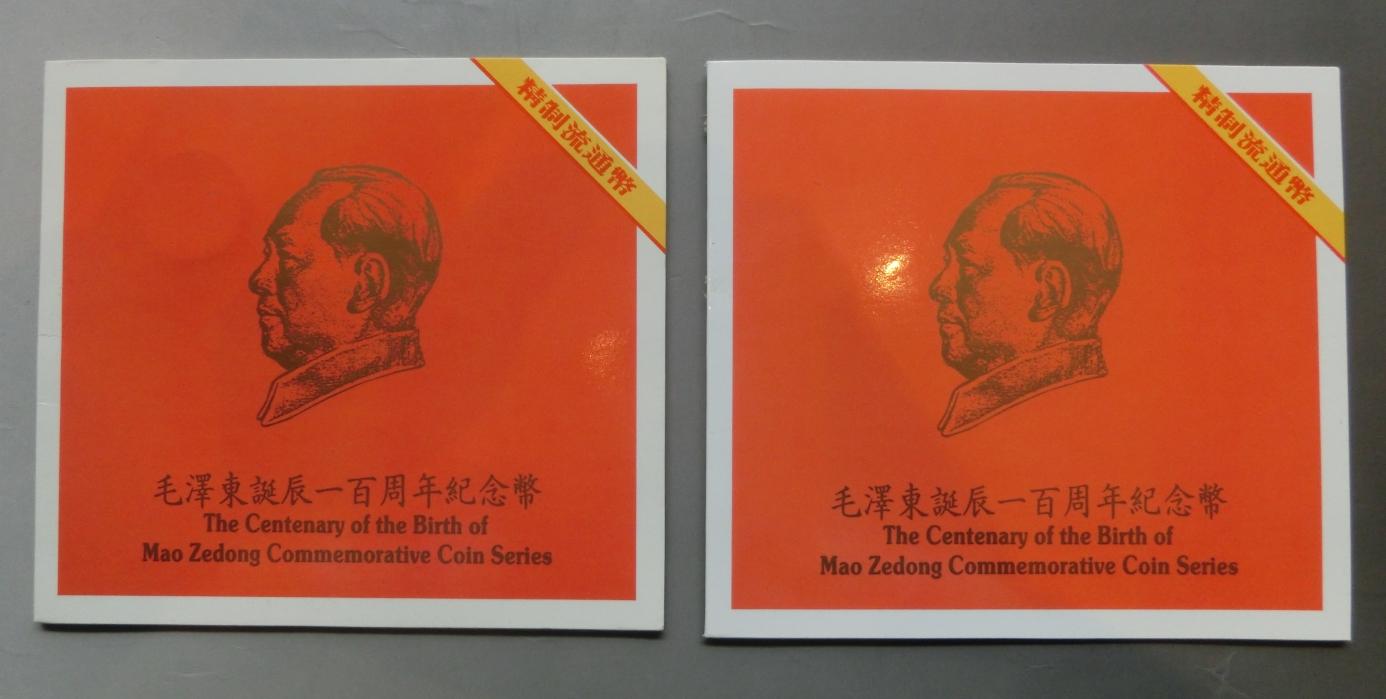 精制流通幣
毛澤東誕辰一百周年紀念幣
The Centenary of the Birth of
Mao Zedong Commemorative Coin Series
精制流通幣
毛澤東誕辰一百周年紀念幣
The Centenary of the Birth of
Mao Zedong Commemorative Coin Series